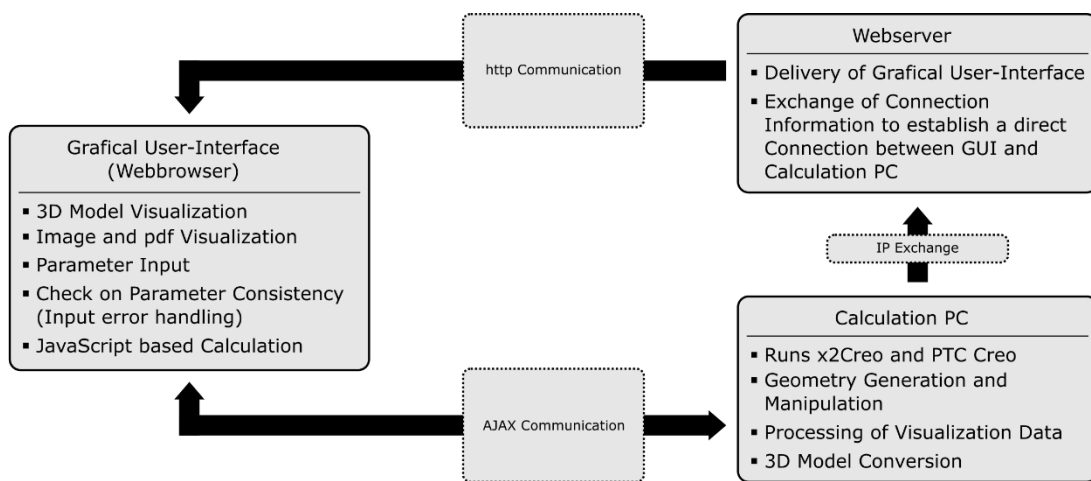 http Communication
Webserver
▪ Delivery of Grafical User-Interface
▪ Exchange of Connection
Information to establish a direct
Connection between GUI and
Calculation PC
Grafical User-Interface
(Webbrowser)
▪ 3D Model Visualization
▪ Image and pdf Visualization
▪ Parameter Input
▪ Check on Parameter Consistency
(Input error handling)
▪ JavaScript based Calculation
IP Exchange
AJAX Communication
Calculation PC
▪ Runs x2Creo and PTC Creo
▪ Geometry Generation and
Manipulation
▪ Processing of Visualization Data
▪ 3D Model Conversion